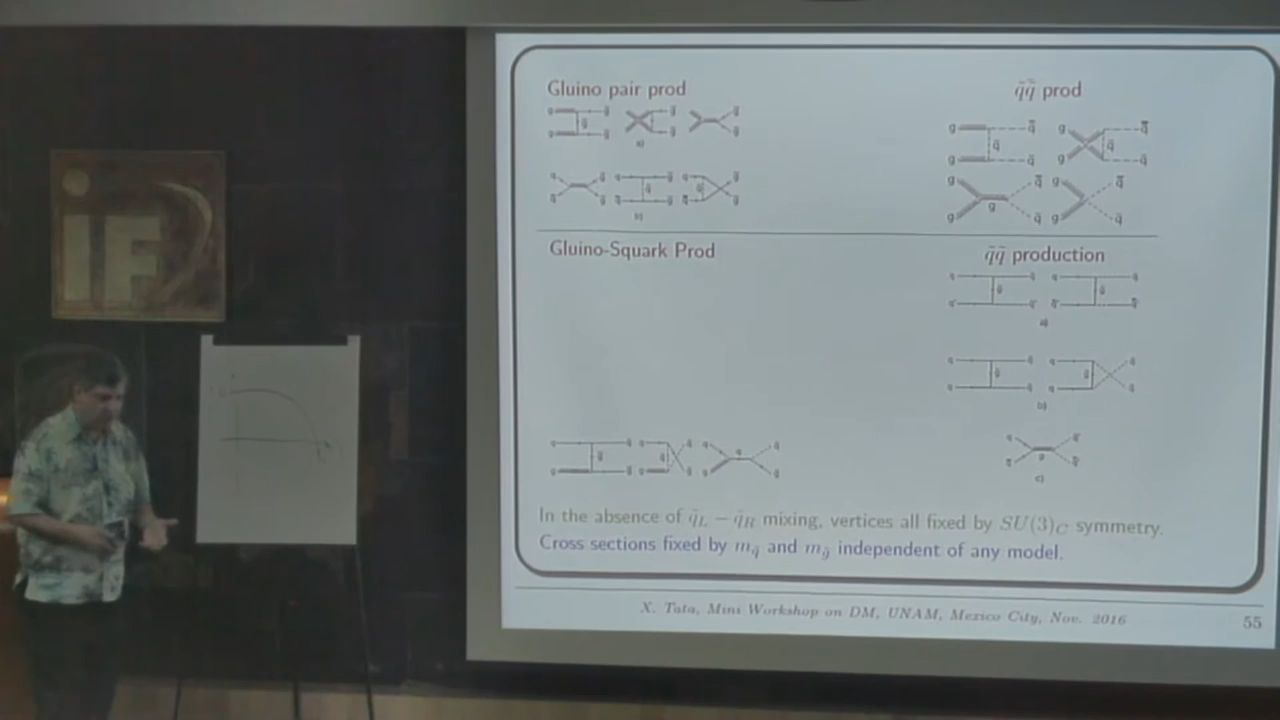 IF
Gluino pair prod
q̃q̃̄ prod
a)
b)
Gluino-Squark Prod
q̃q̃ production
a)
b)
c)
In the absence of q̃L − q̃R mixing, vertices all fixed by SU(3)C symmetry.
Cross sections fixed by mq̃ and mg̃ independent of any model.
X. Tata, Mini Workshop on DM, UNAM, Mexico City, Nov. 2016
55